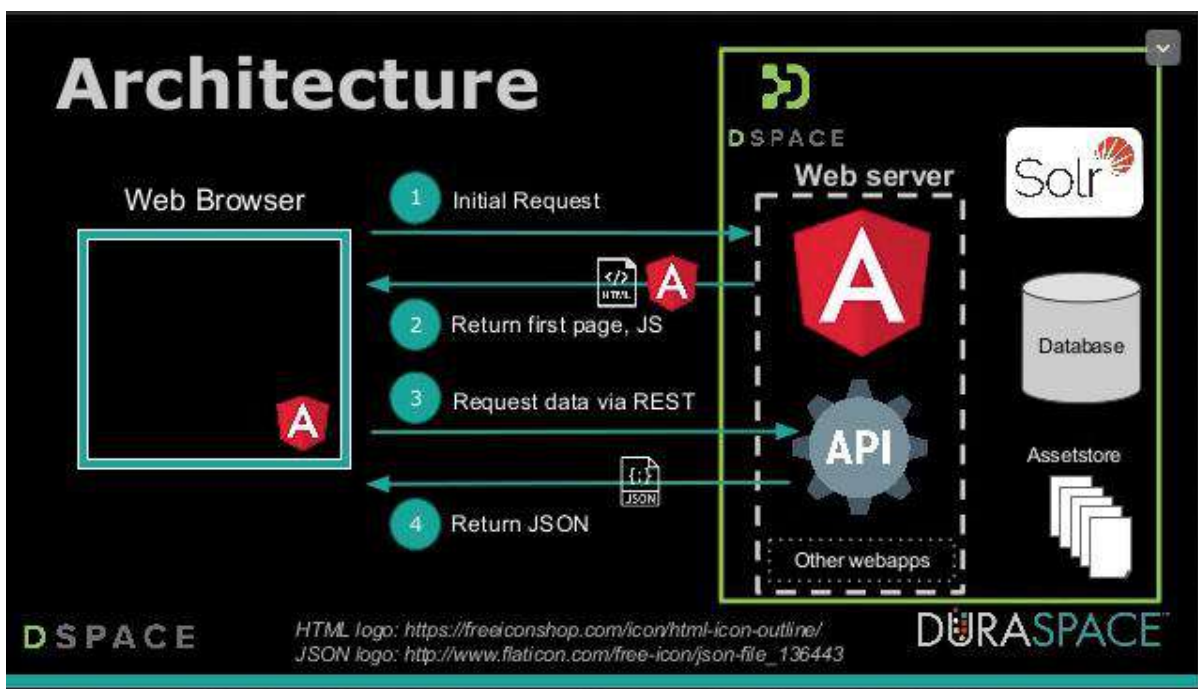 Architecture
DSPACE
Web server
Solr
Web Browser
1
Initial Request
</>
HTML
A
A
2
Return first page, JS
Database
3
Request data via REST
A
API
{;}
JSON
4
Return JSON
Assetstore
Other webapps
DSPACE
HTML logo: https://freeiconshop.com/icon/html-icon-outline/
JSON logo: http://www.flaticon.com/free-icon/json-file_136443
DURASPACE